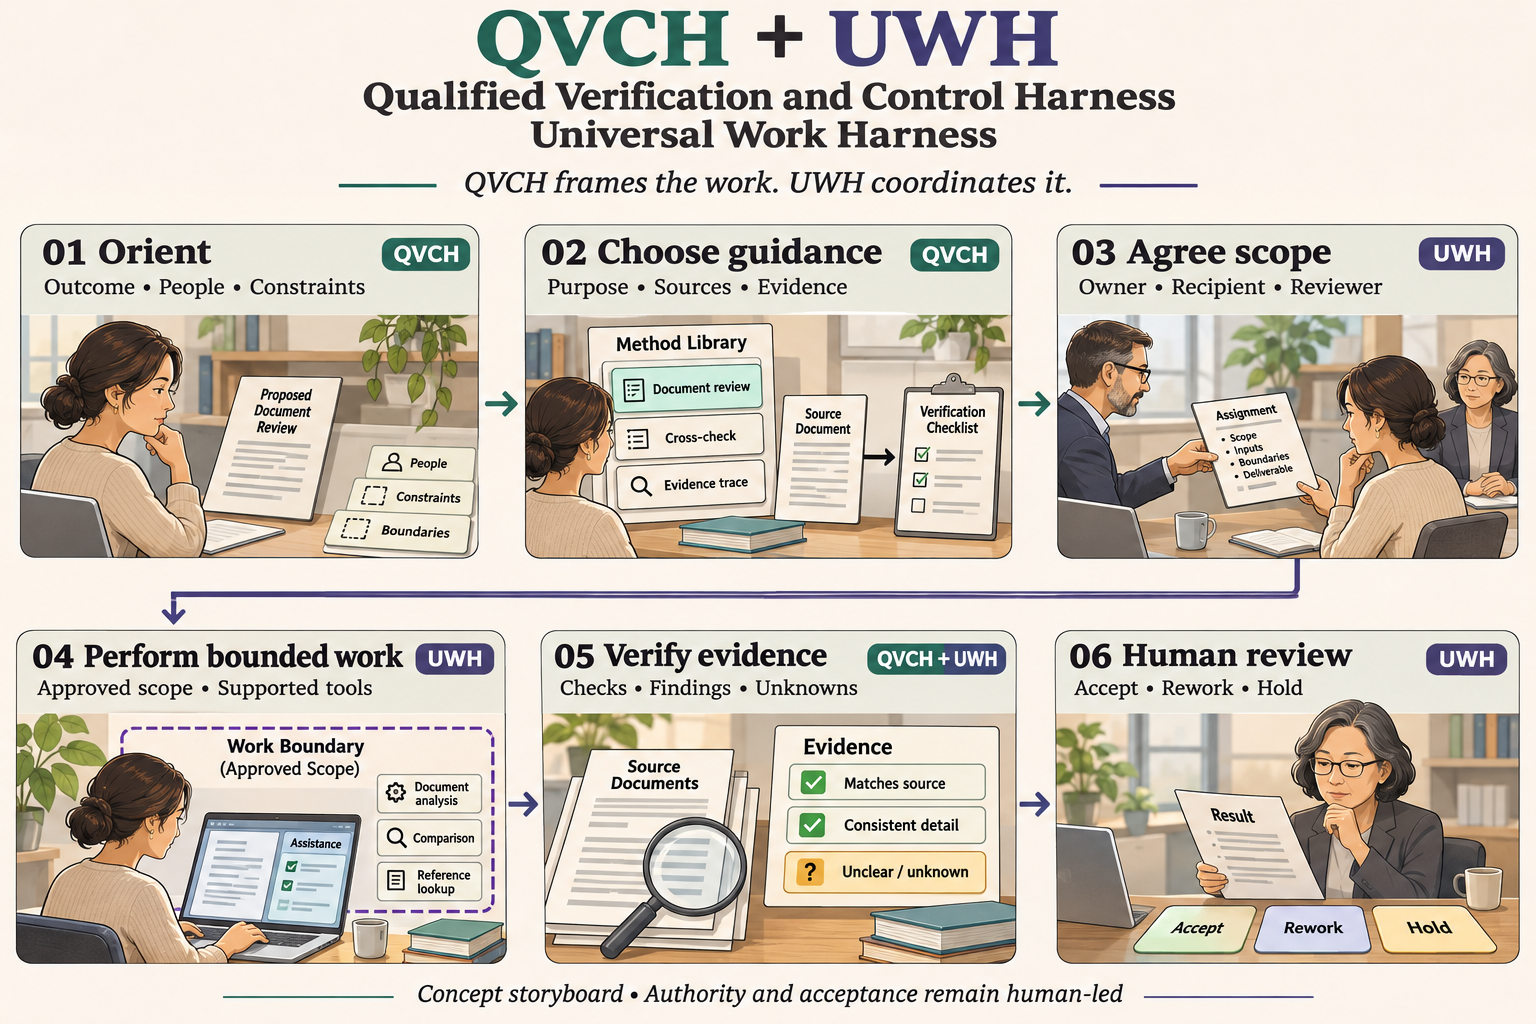 QVCH + UWH
Qualified Verification and Control Harness
Universal Work Harness
QVCH frames the work. UWH coordinates it.
01 Orient
QVCH
Outcome • People • Constraints
Proposed
Document
Review
People
Constraints
Boundaries
02 Choose guidance
QVCH
Purpose • Sources • Evidence
Method Library
Document review
Cross-check
Evidence trace
Source
Document
Verification
Checklist
03 Agree scope
UWH
Owner • Recipient • Reviewer
Assignment
• Scope
• Inputs
• Boundaries
• Deliverable
04 Perform bounded work
UWH
Approved scope • Supported tools
Work Boundary
(Approved Scope)
Assistance
Document
analysis
Comparison
Reference
lookup
05 Verify evidence
QVCH + UWH
Checks • Findings • Unknowns
Source
Documents
Evidence
Matches source
Consistent detail
? Unclear / unknown
06 Human review
UWH
Accept • Rework • Hold
Result
Accept
Rework
Hold
Concept storyboard • Authority and acceptance remain human-led